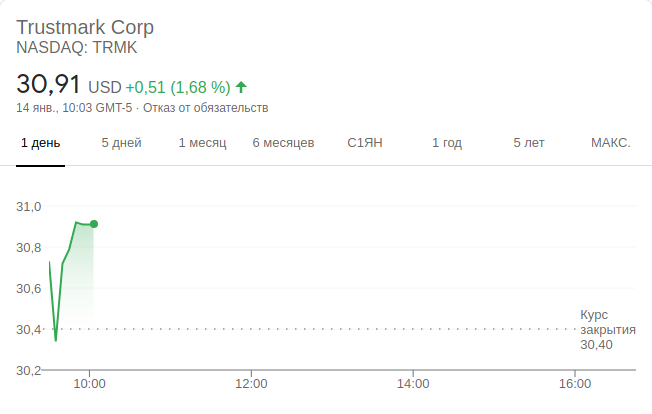 Trustmark Corp
NASDAQ: TRMK
30,91 USD +0,51 (1,68 %)
14 янв., 10:03 GMT-5 · Отказ от обязательств
1 день 5 дней 1 месяц 6 месяцев С1ЯН 1 год 5 лет МАКС.
31,0
30,8
30,6
30,4
30,2
Курс
закрытия
30,40
10:00 12:00 14:00 16:00